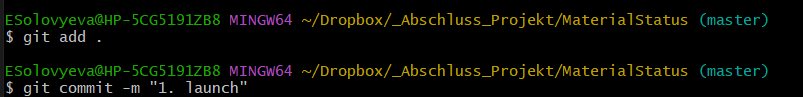 ESolovyeva@HP-5CG5191ZB8 MINGW64 ~/Dropbox/_Abschluss_Projekt/MaterialStatus (master)
$ git add .
ESolovyeva@HP-5CG5191ZB8 MINGW64 ~/Dropbox/_Abschluss_Projekt/MaterialStatus (master)
$ git commit -m "1. launch"